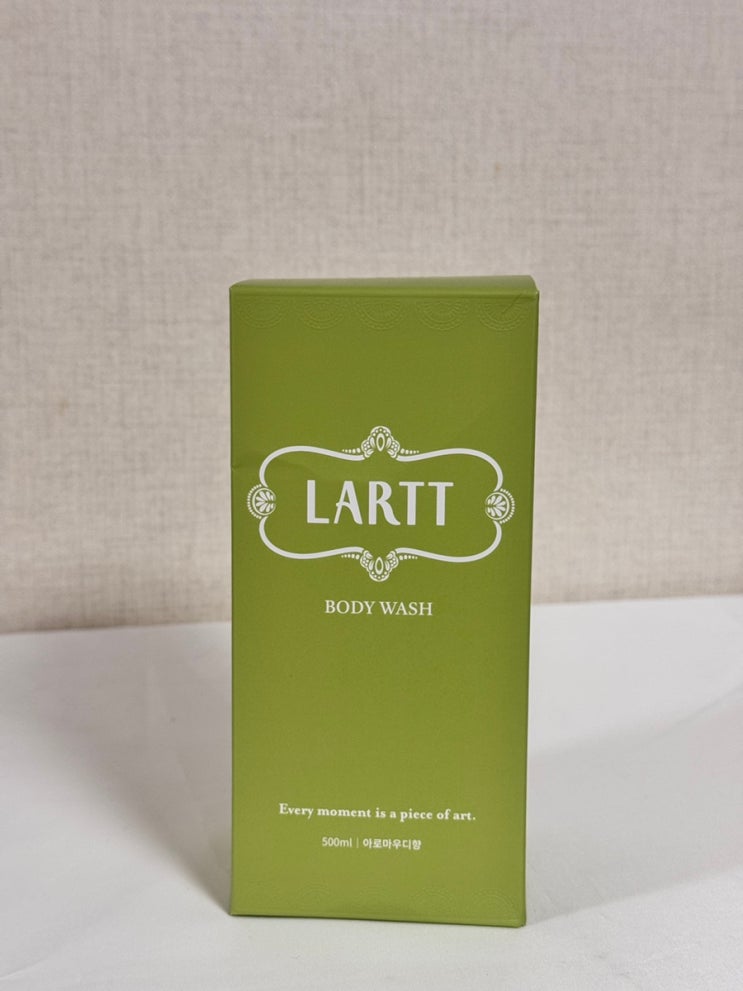 LARTT
BODY WASH
Every moment is a piece of art.
500ml | 아로마우디향